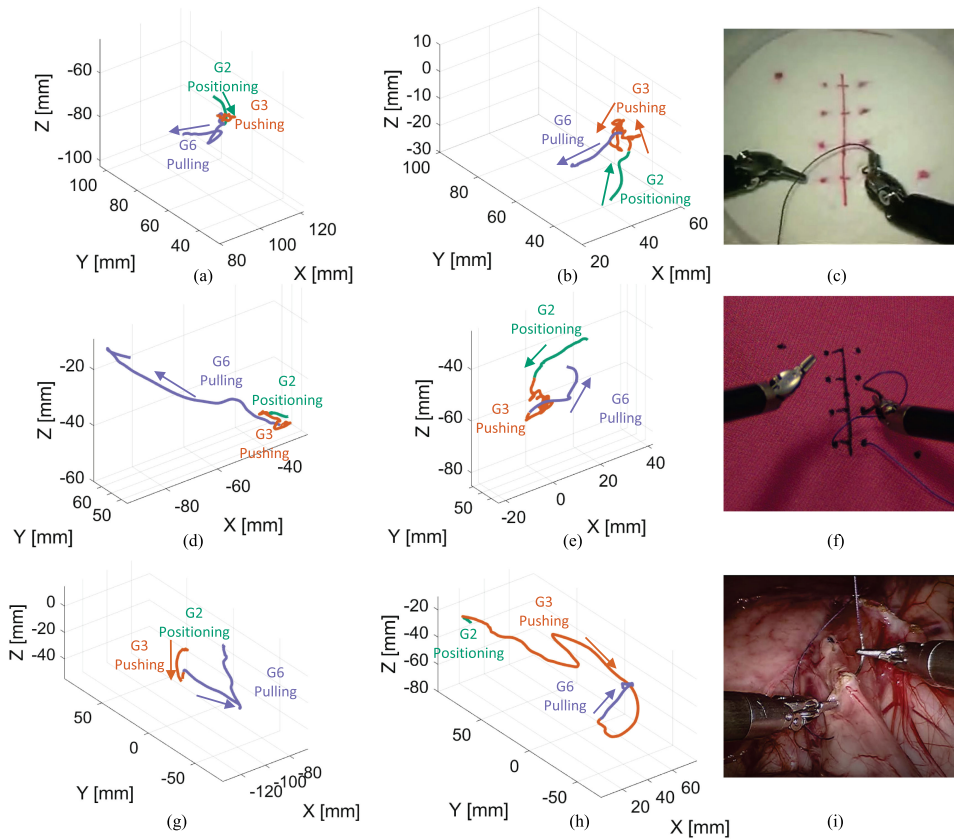 Z [mm]
-60
-80
-100
G2
Positioning
G3
Pushing
G6
Pulling
100
80
60
40
Y [mm]
80
100
120
X [mm]
(a)
Z [mm]
10
0
-10
-20
-30
G3
Pushing
G6
Pulling
G2
Positioning
100
80
60
40
Y [mm]
20
40
60
X [mm]
(b)
(c)
Z [mm]
-20
-40
-60
G6
Pulling
G2
Positioning
G3
Pushing
60
50
Y [mm]
-80
-60
-40
X [mm]
(d)
Z [mm]
-40
-60
-80
G2
Positioning
G3
Pushing
G6
Pulling
50
Y [mm]
-20
0
20
40
X [mm]
(e)
(f)
Z [mm]
0
-20
-40
G2
Positioning
G3
Pushing
G6
Pulling
50
0
-50
Y [mm]
-120
-100
-80
X [mm]
(g)
Z [mm]
-20
-40
-60
-80
G2
Positioning
G3
Pushing
G6
Pulling
50
0
-50
Y [mm]
20
40
60
X [mm]
(h)
(i)